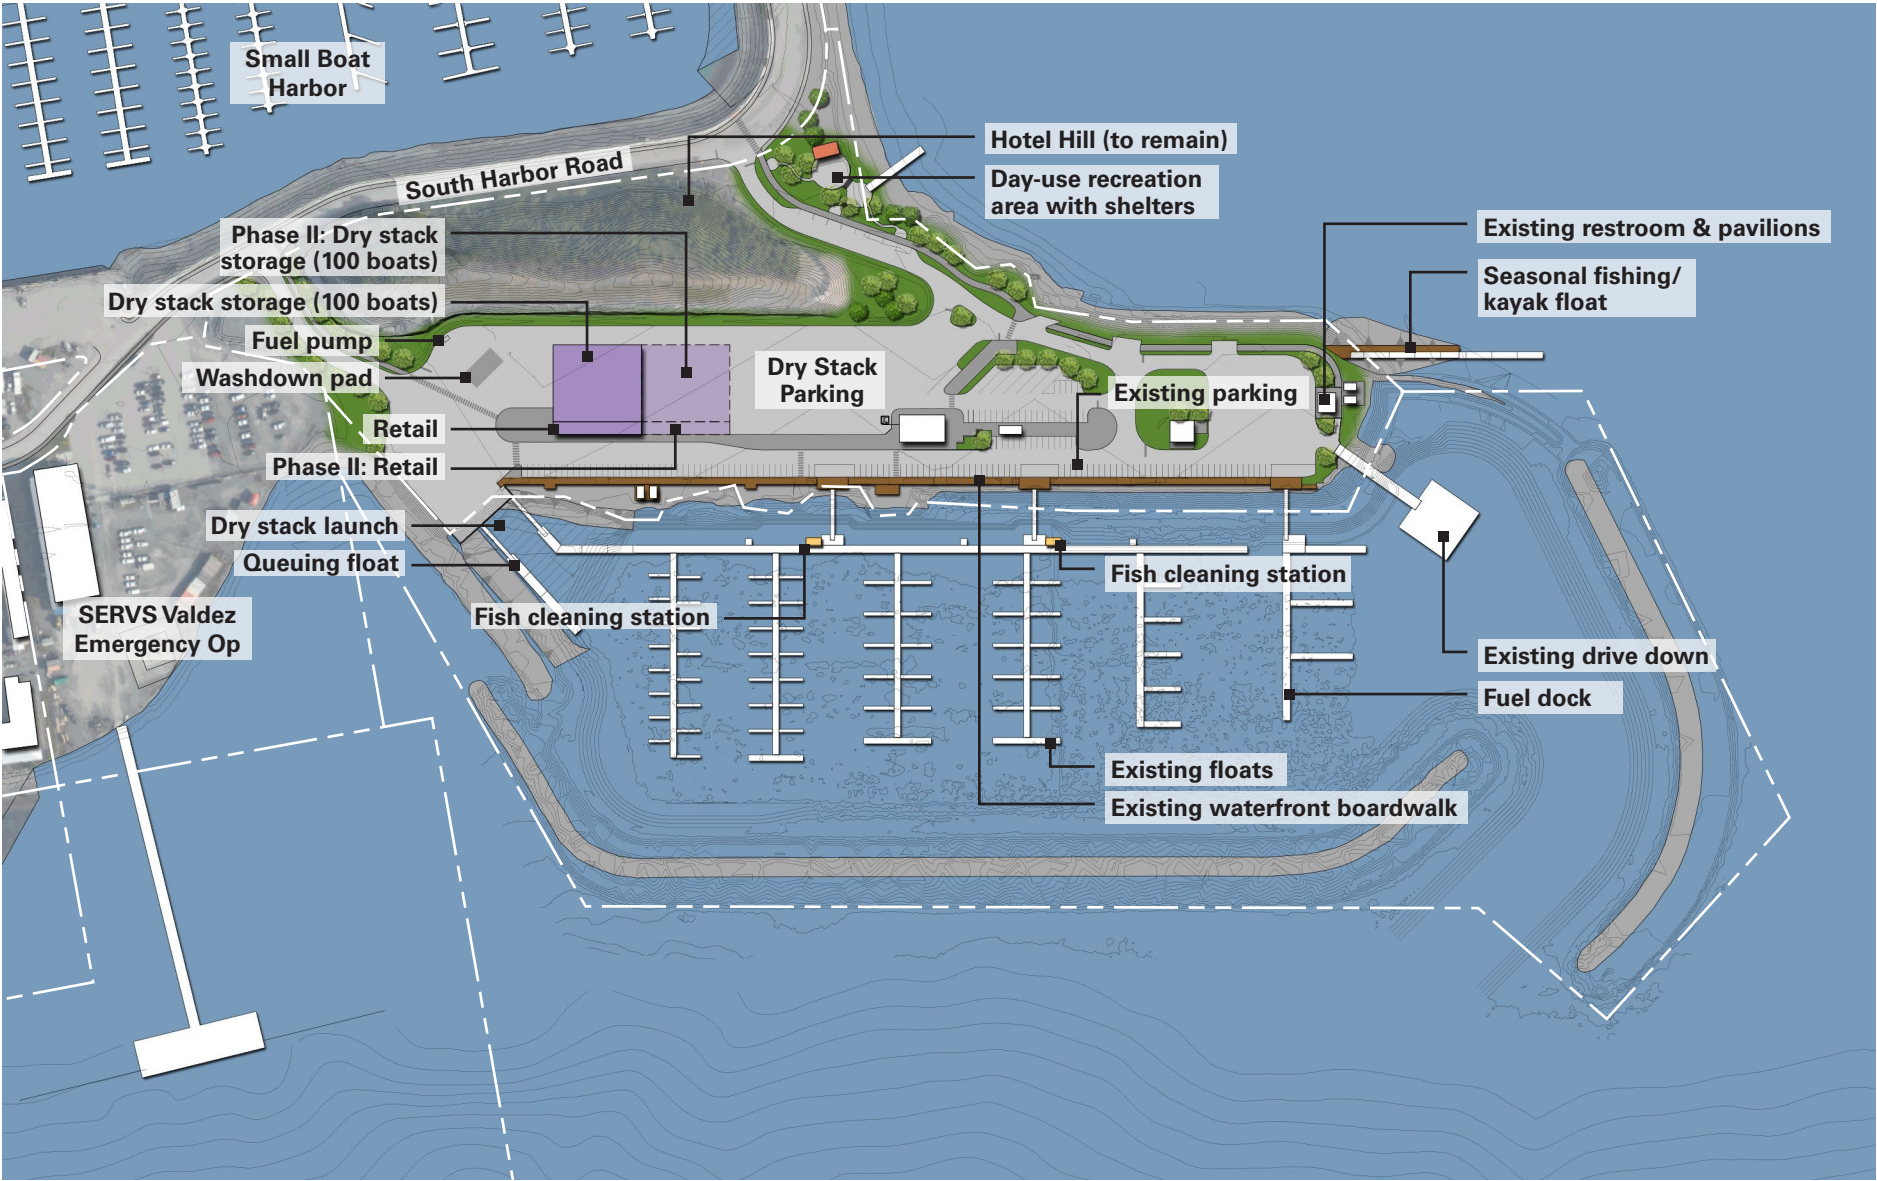 Small Boat
Harbor
South Harbor Road
Hotel Hill (to remain)
Day-use recreation
area with shelters
Existing restroom & pavilions
Seasonal fishing/
kayak float
Phase II: Dry stack
storage (100 boats)
Dry stack storage (100 boats)
Fuel pump
Washdown pad
Retail
Phase II: Retail
Dry Stack
Parking
Existing parking
Dry stack launch
Queuing float
SERVS Valdez
Emergency Op
Fish cleaning station
Fish cleaning station
Existing drive down
Fuel dock
Existing floats
Existing waterfront boardwalk